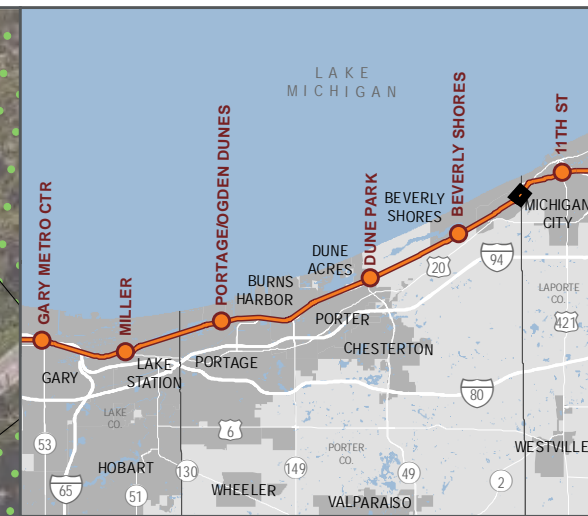 LAKE
MICHIGAN
GARY METRO CTR
MILLER
PORTAGE/OGDEN DUNES
DUNE PARK
BEVERLY SHORES
11TH ST
BEVERLY
SHORES
MICHIGAN
CITY
DUNE
ACRES
BURNS
HARBOR
20
94
LAPORTE
CO.
421
PORTER
CHESTERTON
PORTAGE
LAKE
STATION
GARY
80
LAKE
CO.
6
53
PORTER
CO.
WESTVILLE
HOBART
130
149
49
2
65
51
WHEELER
VALPARAISO